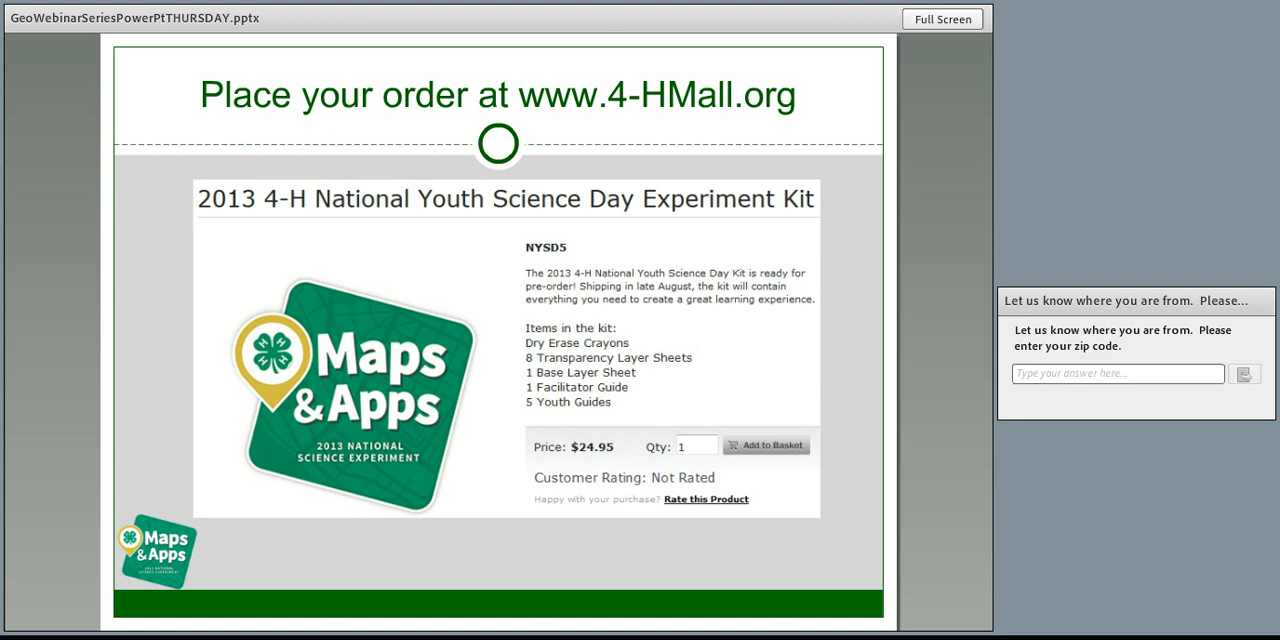 GeoWebinarSeriesPowerPtTHURSDAY.pptx
Full Screen
Place your order at www.4-HMall.org
2013 4-H National Youth Science Day Experiment Kit
NYSD5
The 2013 4-H National Youth Science Day Kit is ready for
pre-order! Shipping in late August, the kit will contain
everything you need to create a great learning experience.
Items in the kit:
Dry Erase Crayons
8 Transparency Layer Sheets
1 Base Layer Sheet
1 Facilitator Guide
5 Youth Guides
H H H H
Maps
& Apps
2013 NATIONAL
SCIENCE EXPERIMENT
Price: $24.95 Qty: 1 Add to Basket
Customer Rating: Not Rated
Happy with your purchase? Rate this Product
Maps
& Apps
2013 NATIONAL
SCIENCE EXPERIMENT
Let us know where you are from.  Please...
Let us know where you are from.  Please
enter your zip code.
Type your answer here...